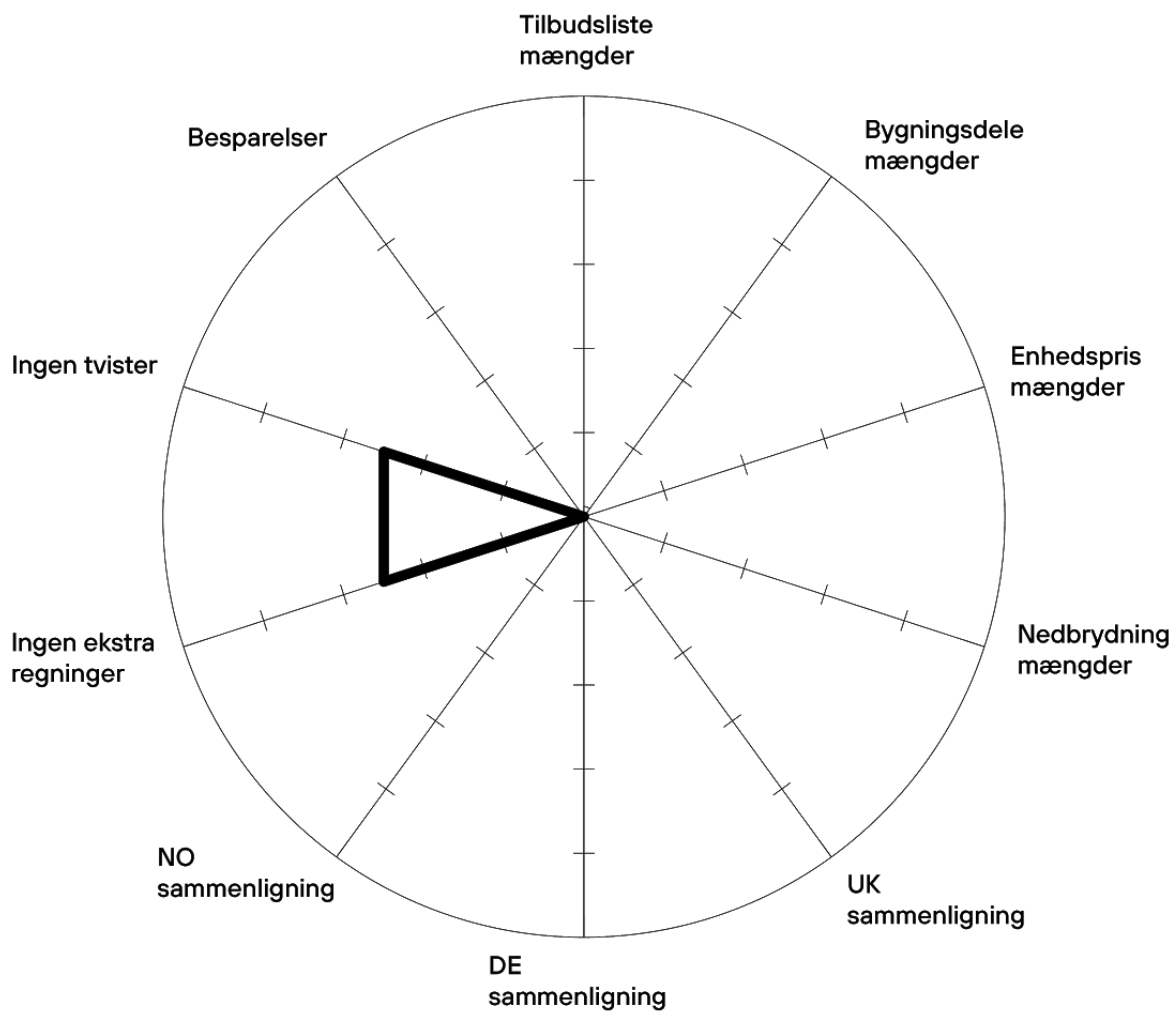 Tilbudsliste
mængder
Bygningsdele
mængder
Enhedspris
mængder
Nedbrydning
mængder
UK
sammenligning
DE
sammenligning
NO
sammenligning
Ingen ekstra
regninger
Ingen tvister
Besparelser